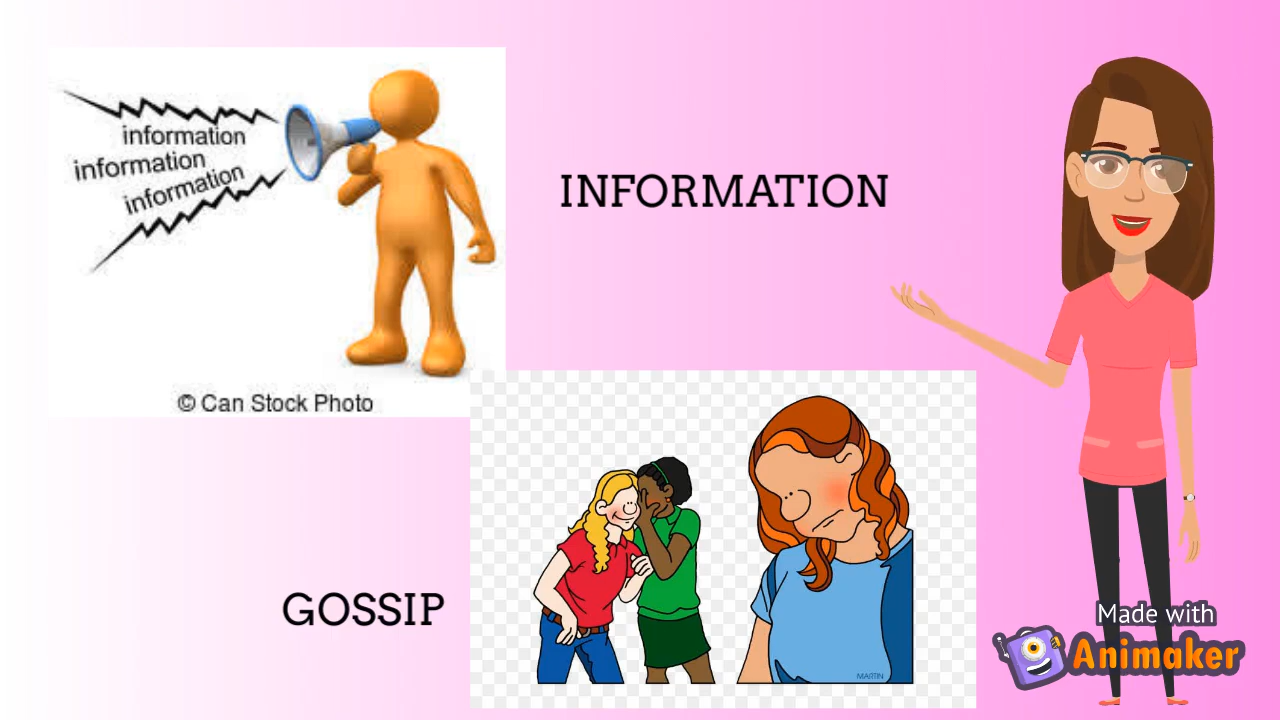 information
information
information
© Can Stock Photo
INFORMATION
GOSSIP
MARTIN
Made with
Animaker